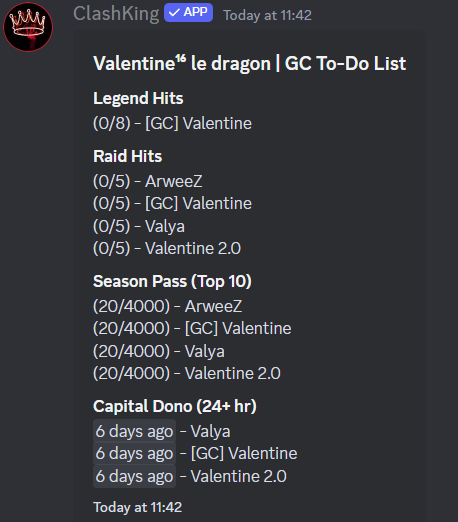 ClashKing ✓ APP Today at 11:42
Valentine¹⁶ le dragon | GC To-Do List
Legend Hits
(0/8) - [GC] Valentine
Raid Hits
(0/5) - ArweeZ
(0/5) - [GC] Valentine
(0/5) - Valya
(0/5) - Valentine 2.0
Season Pass (Top 10)
(20/4000) - ArweeZ
(20/4000) - [GC] Valentine
(20/4000) - Valya
(20/4000) - Valentine 2.0
Capital Dono (24+ hr)
6 days ago - Valya
6 days ago - [GC] Valentine
6 days ago - Valentine 2.0
Today at 11:42